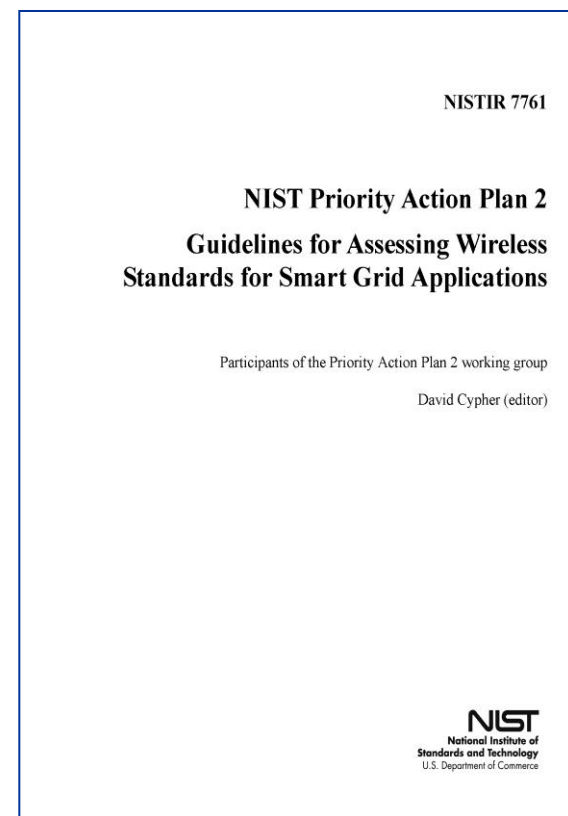 NISTIR 7761
NIST Priority Action Plan 2
Guidelines for Assessing Wireless
Standards for Smart Grid Applications
Participants of the Priority Action Plan 2 working group
David Cypher (editor)
NIST
National Institute of
Standards and Technology
U.S. Department of Commerce